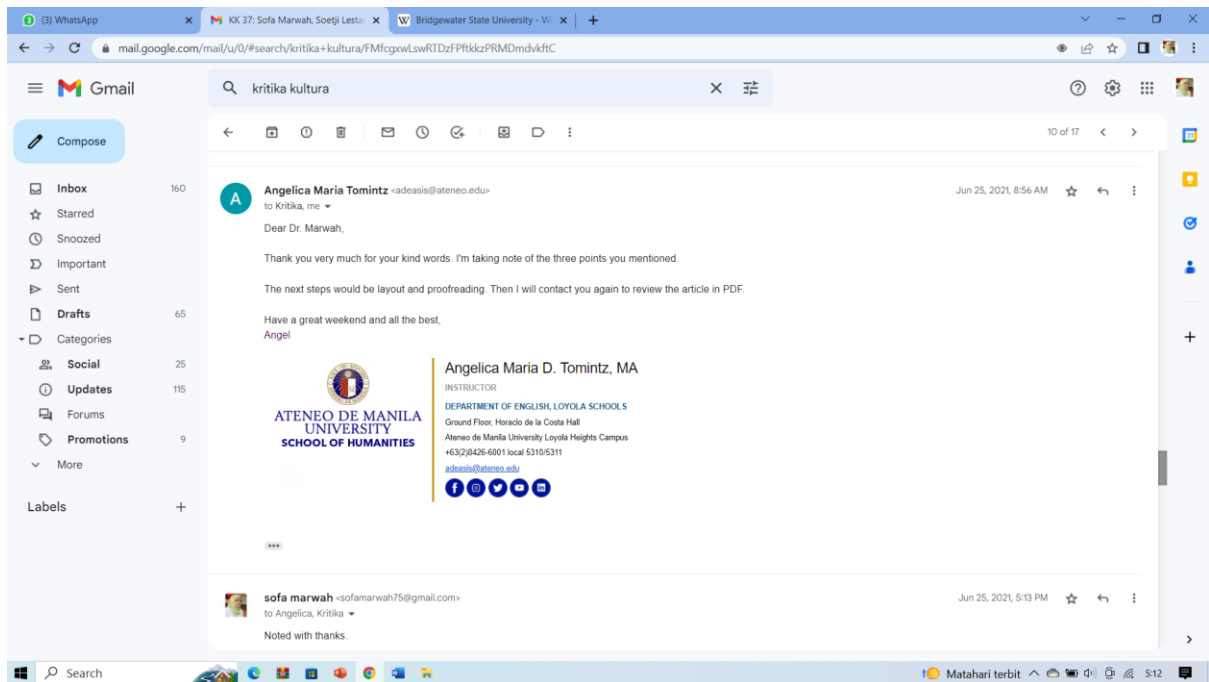 (3) WhatsApp
KK 37: Sofa Marwah, Soetji Lesta
Bridgewater State University - W
mail.google.com/mail/u/0/#search/kritika+kultura/FMfcgxwLswRTDzFPftkkzPRMDmdvkftC
Gmail
kritika kultura
Compose
10 of 17
Inbox 160
Starred
Snoozed
Important
Sent
Drafts 65
Categories
Social 25
Updates 115
Forums
Promotions 9
More
Labels
A
Angelica Maria Tomintz <adeasis@ateneo.edu>
Jun 25, 2021, 8:56 AM
to Kritika, me
Dear Dr. Marwah,
Thank you very much for your kind words. I'm taking note of the three points you mentioned.
The next steps would be layout and proofreading. Then I will contact you again to review the article in PDF.
Have a great weekend and all the best,
Angel
ATENEO DE MANILA
UNIVERSITY
SCHOOL OF HUMANITIES
Angelica Maria D. Tomintz, MA
INSTRUCTOR
DEPARTMENT OF ENGLISH, LOYOLA SCHOOLS
Ground Floor, Horacio de la Costa Hall
Ateneo de Manila University Loyola Heights Campus
+63(2)8426-6001 local 5310/5311
adeasis@ateneo.edu
sofa marwah <sofamarwah75@gmail.com>
Jun 25, 2021, 5:13 PM
to Angelica, Kritika
Noted with thanks.
31
Search
Matahari terbit
5:12